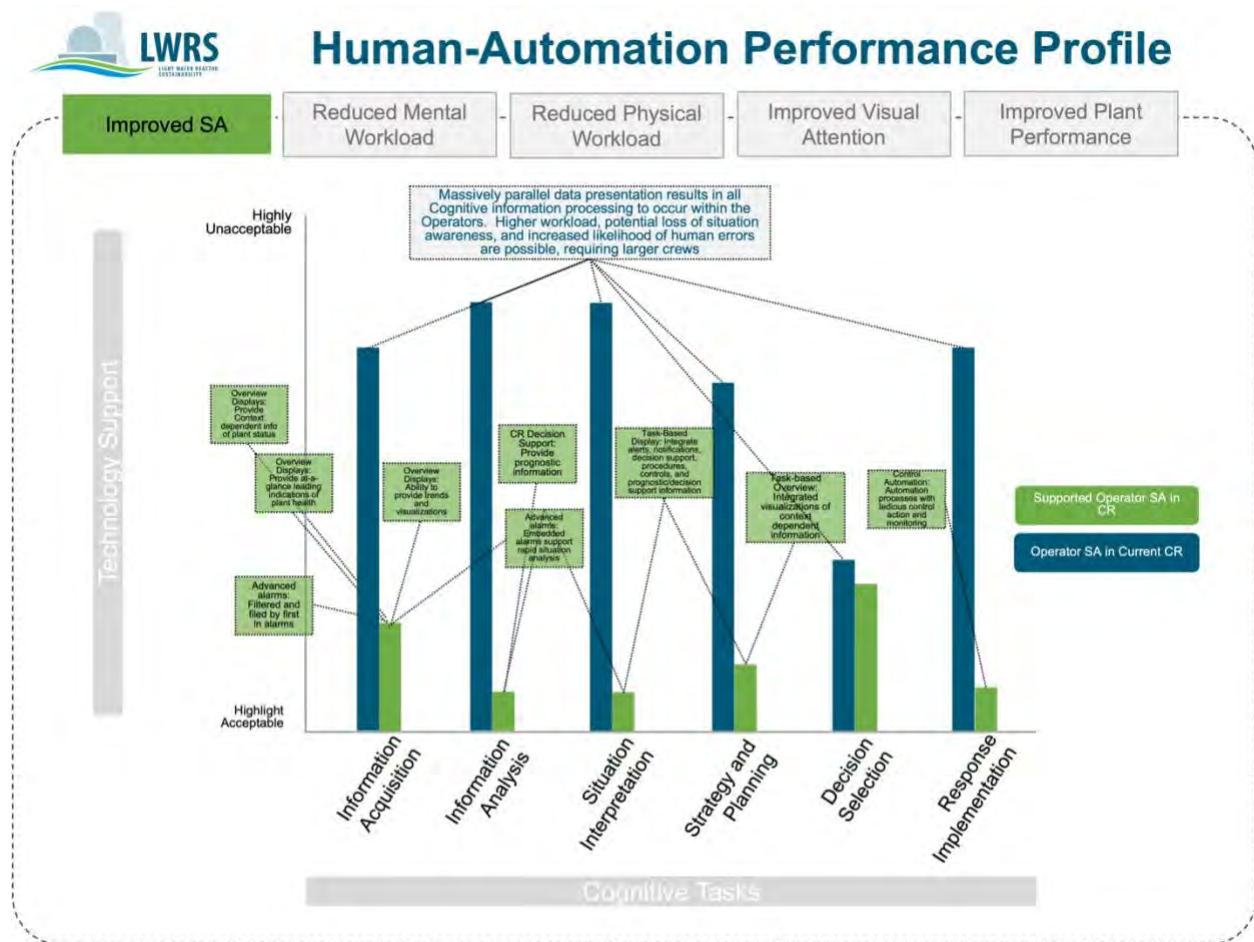 LWRS
LIGHT WATER REACTOR
SUSTAINABILITY
Human-Automation Performance Profile
Improved SA
Reduced Mental
Workload
Reduced Physical
Workload
Improved Visual
Attention
Improved Plant
Performance
Massively parallel data presentation results in all
Cognitive information processing to occur within the
Operators. Higher workload, potential loss of situation
awareness, and increased likelihood of human errors
are possible, requiring larger crews
Highly
Unacceptable
Technology Support
Overview
Displays:
Provide
Context
dependent info
of plant status
Overview
Displays:
Provide at-a-
glance leading
indications of
plant health
Overview
Displays:
Ability to
provide trends
and
visualizations
CR Decision
Support:
Provide
prognostic
information
Advanced
alarms:
Embedded
alarms support
rapid situation
analysis
Task-Based
Display: Integrate
alerts, notifications,
decision support,
procedures,
controls, and
prognostic/decision
support information
Task-based
Overview:
Integrated
visualizations of
context
dependent
information
Control
Automation:
Automation
processes with
tedious control
action and
monitoring
Advanced
alarms:
Filtered and
filed by first
in alarms
Supported Operator SA in
CR
Operator SA in Current CR
Highlight
Acceptable
Information
Acquisition
Information
Analysis
Situation
Interpretation
Strategy and
Planning
Decision
Selection
Response
Implementation
Cognitive Tasks